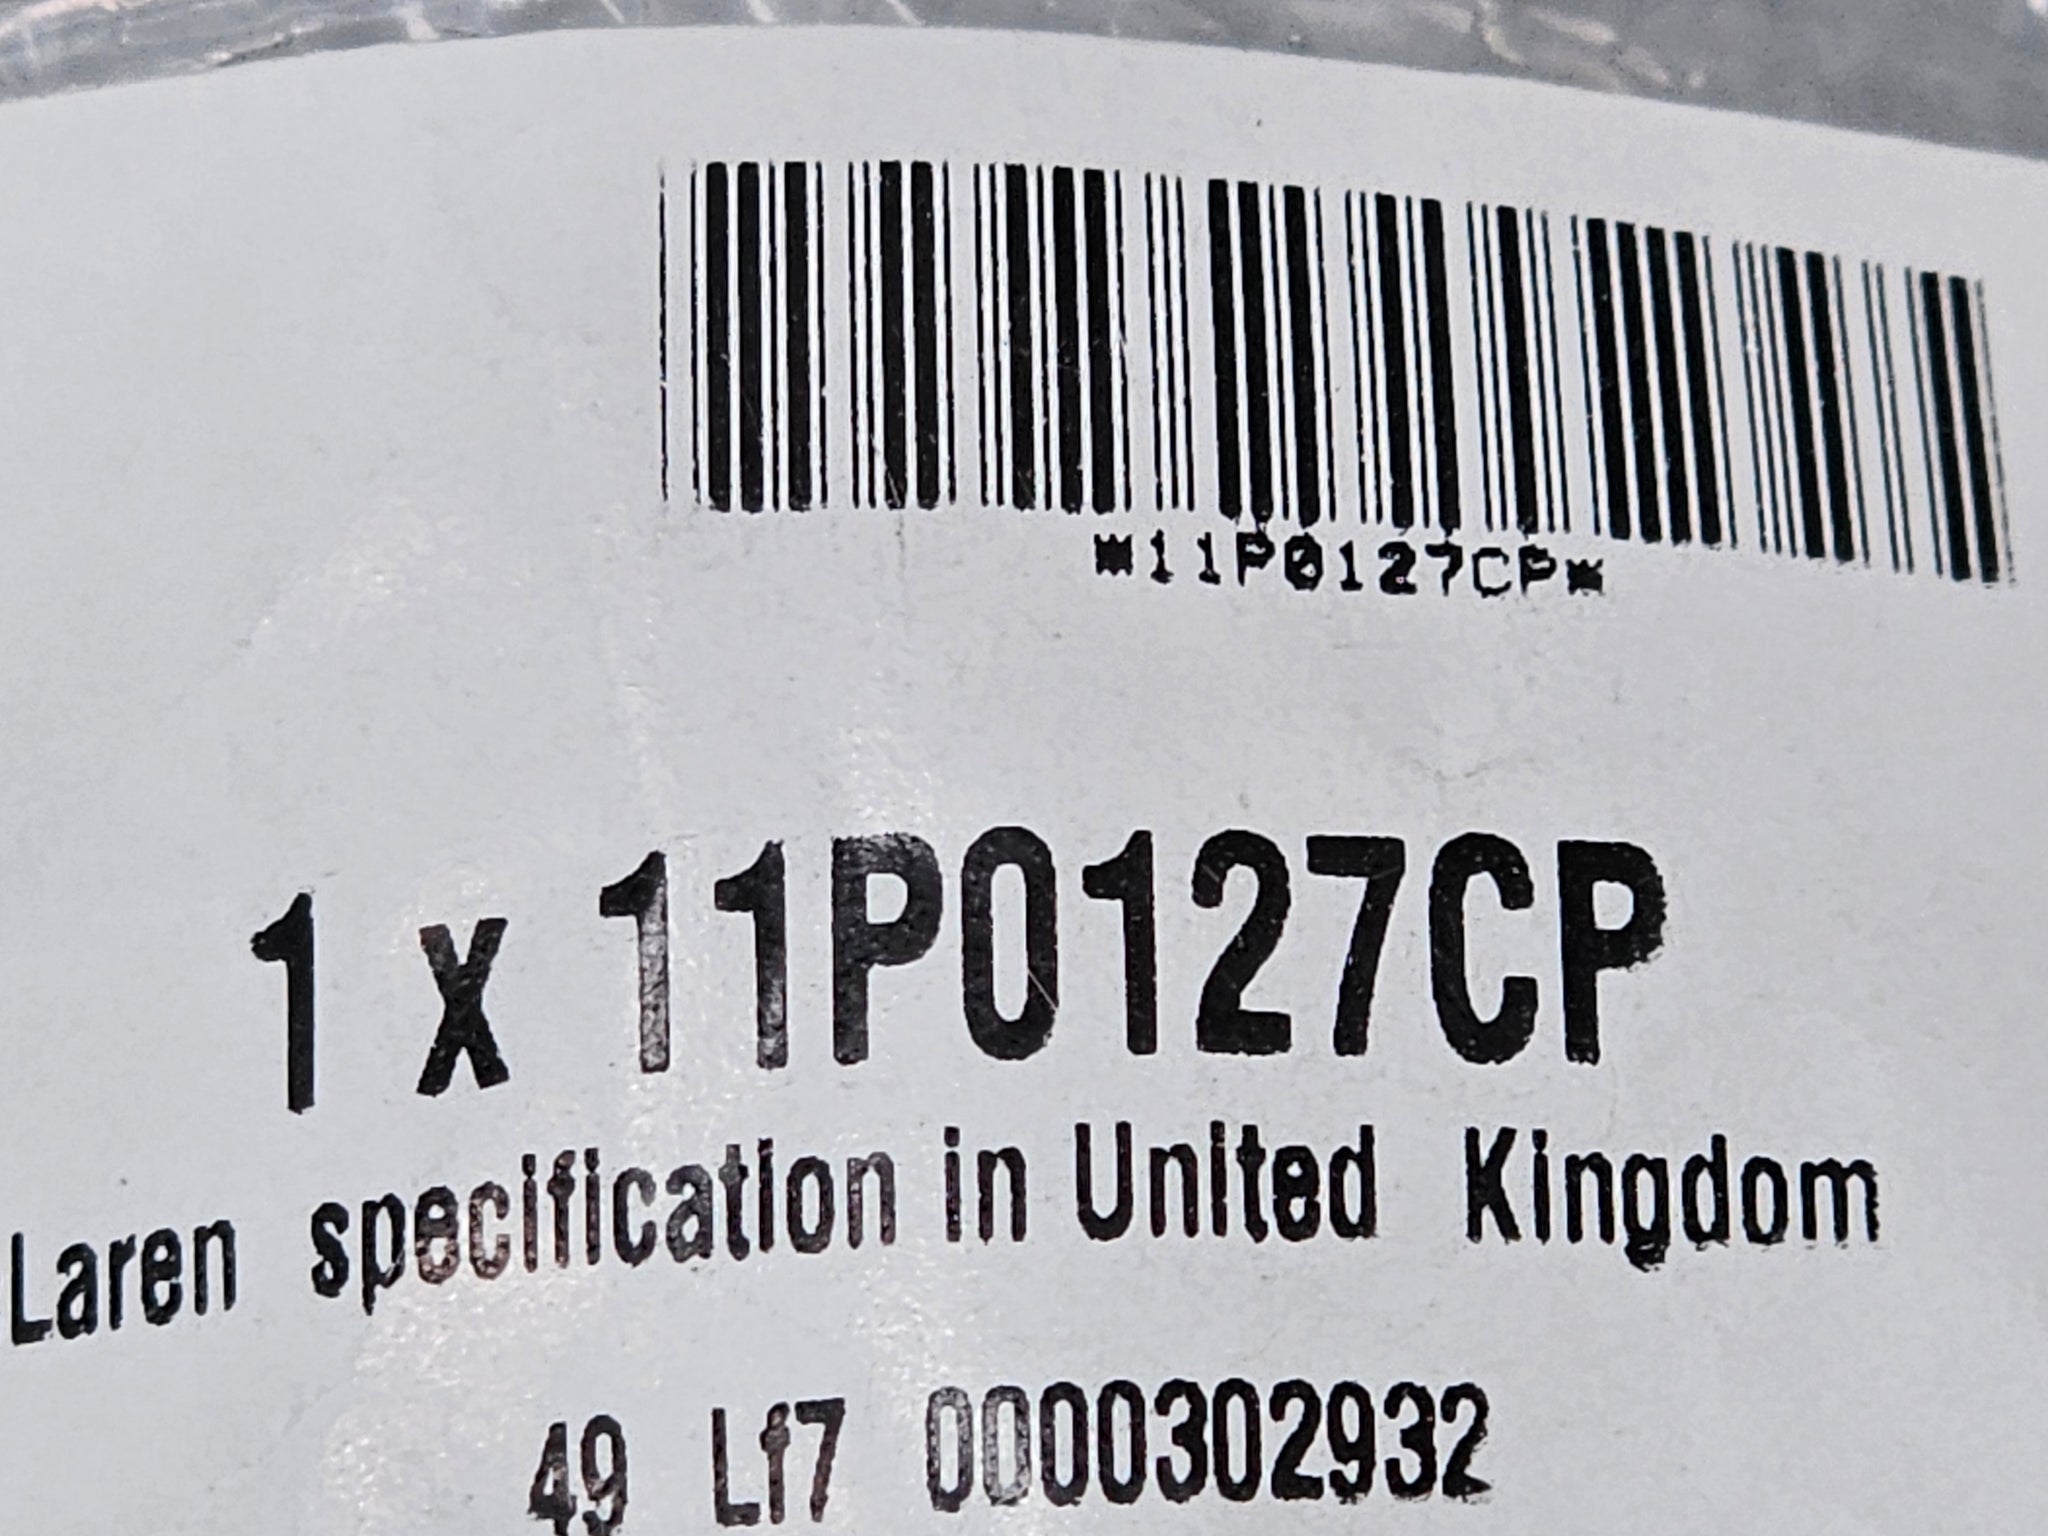 *11P0127CP*
1 x 11P0127CP
Laren specification in United Kingdom
49 Lf7 0000302932